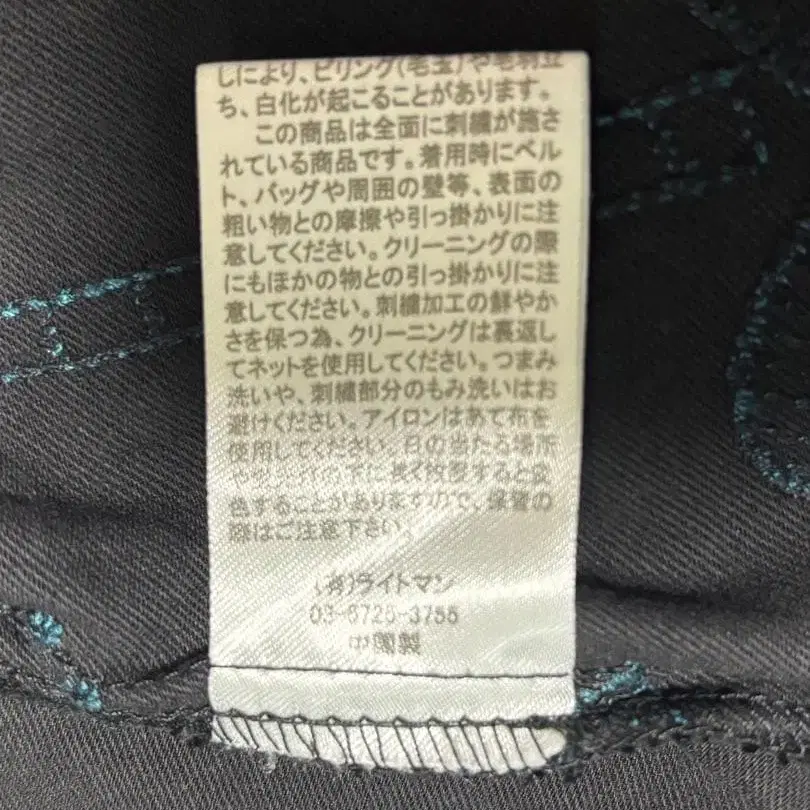 しにより、ピリング(毛玉)や毛羽立
ち、白化が起こることがあります。
この商品は全面に刺繍が施さ
れている商品です。着用時にベル
ト、バッグや周囲の壁等、表面の
粗い物との摩擦や引っ掛かりに注
意してください。クリーニングの際
にもほかの物との引っ掛かりに注
意してください。刺繍加工の鮮やか
さを保つ為、クリーニングは裏返し
てネットを使用してください。つまみ
洗いや、刺繍部分のもみ洗いはお
避けください。アイロンはあて布を
使用してください。日の当たる場所
の下に長く放置すると変
色することがありますので、保管の
際はご注意下さい。
(有)ライトマン
03-6725-3755
中国製